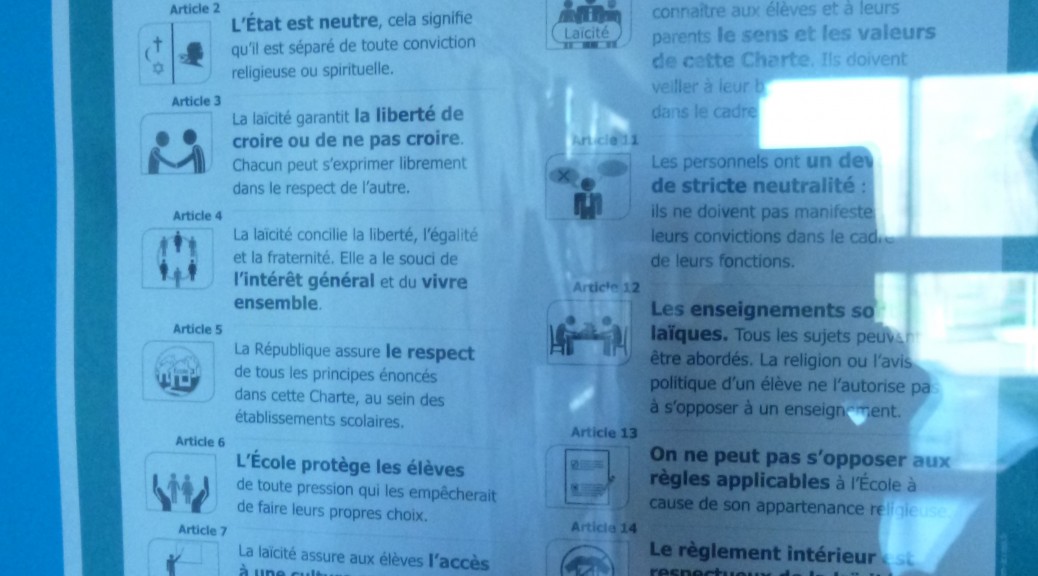 Article 2
L'État est neutre, cela signifie
qu'il est séparé de toute conviction
religieuse ou spirituelle.
Article 3
La laïcité garantit la liberté de
croire ou de ne pas croire.
Chacun peut s'exprimer librement
dans le respect de l'autre.
Article 4
La laïcité concilie la liberté, l'égalité
et la fraternité. Elle a le souci de
l'intérêt général et du vivre
ensemble.
Article 5
La République assure le respect
de tous les principes énoncés
dans cette Charte, au sein des
établissements scolaires.
Article 6
L'École protège les élèves
de toute pression qui les empêcherait
de faire leurs propres choix.
Article 7
La laïcité assure aux élèves l'accès
à une
Laïcité
connaître aux élèves et à leurs
parents le sens et les valeurs
de cette Charte. Ils doivent
veiller à leur
dans le cadre
Article 11
Les personnels ont un
de stricte neutralité :
ils ne doivent pas
leurs convictions dans le cadre
de leurs fonctions.
Article 12
Les enseignements
laïques. Tous les sujets peuvent
être abordés. La religion ou l'avis
politique d'un élève ne l'autorise pas
à s'opposer à un enseignement.
Article 13
On ne peut pas s'opposer aux
règles applicables à l'École à
cause de son appartenance religieuse.
Article 14
Le règlement intérieur est